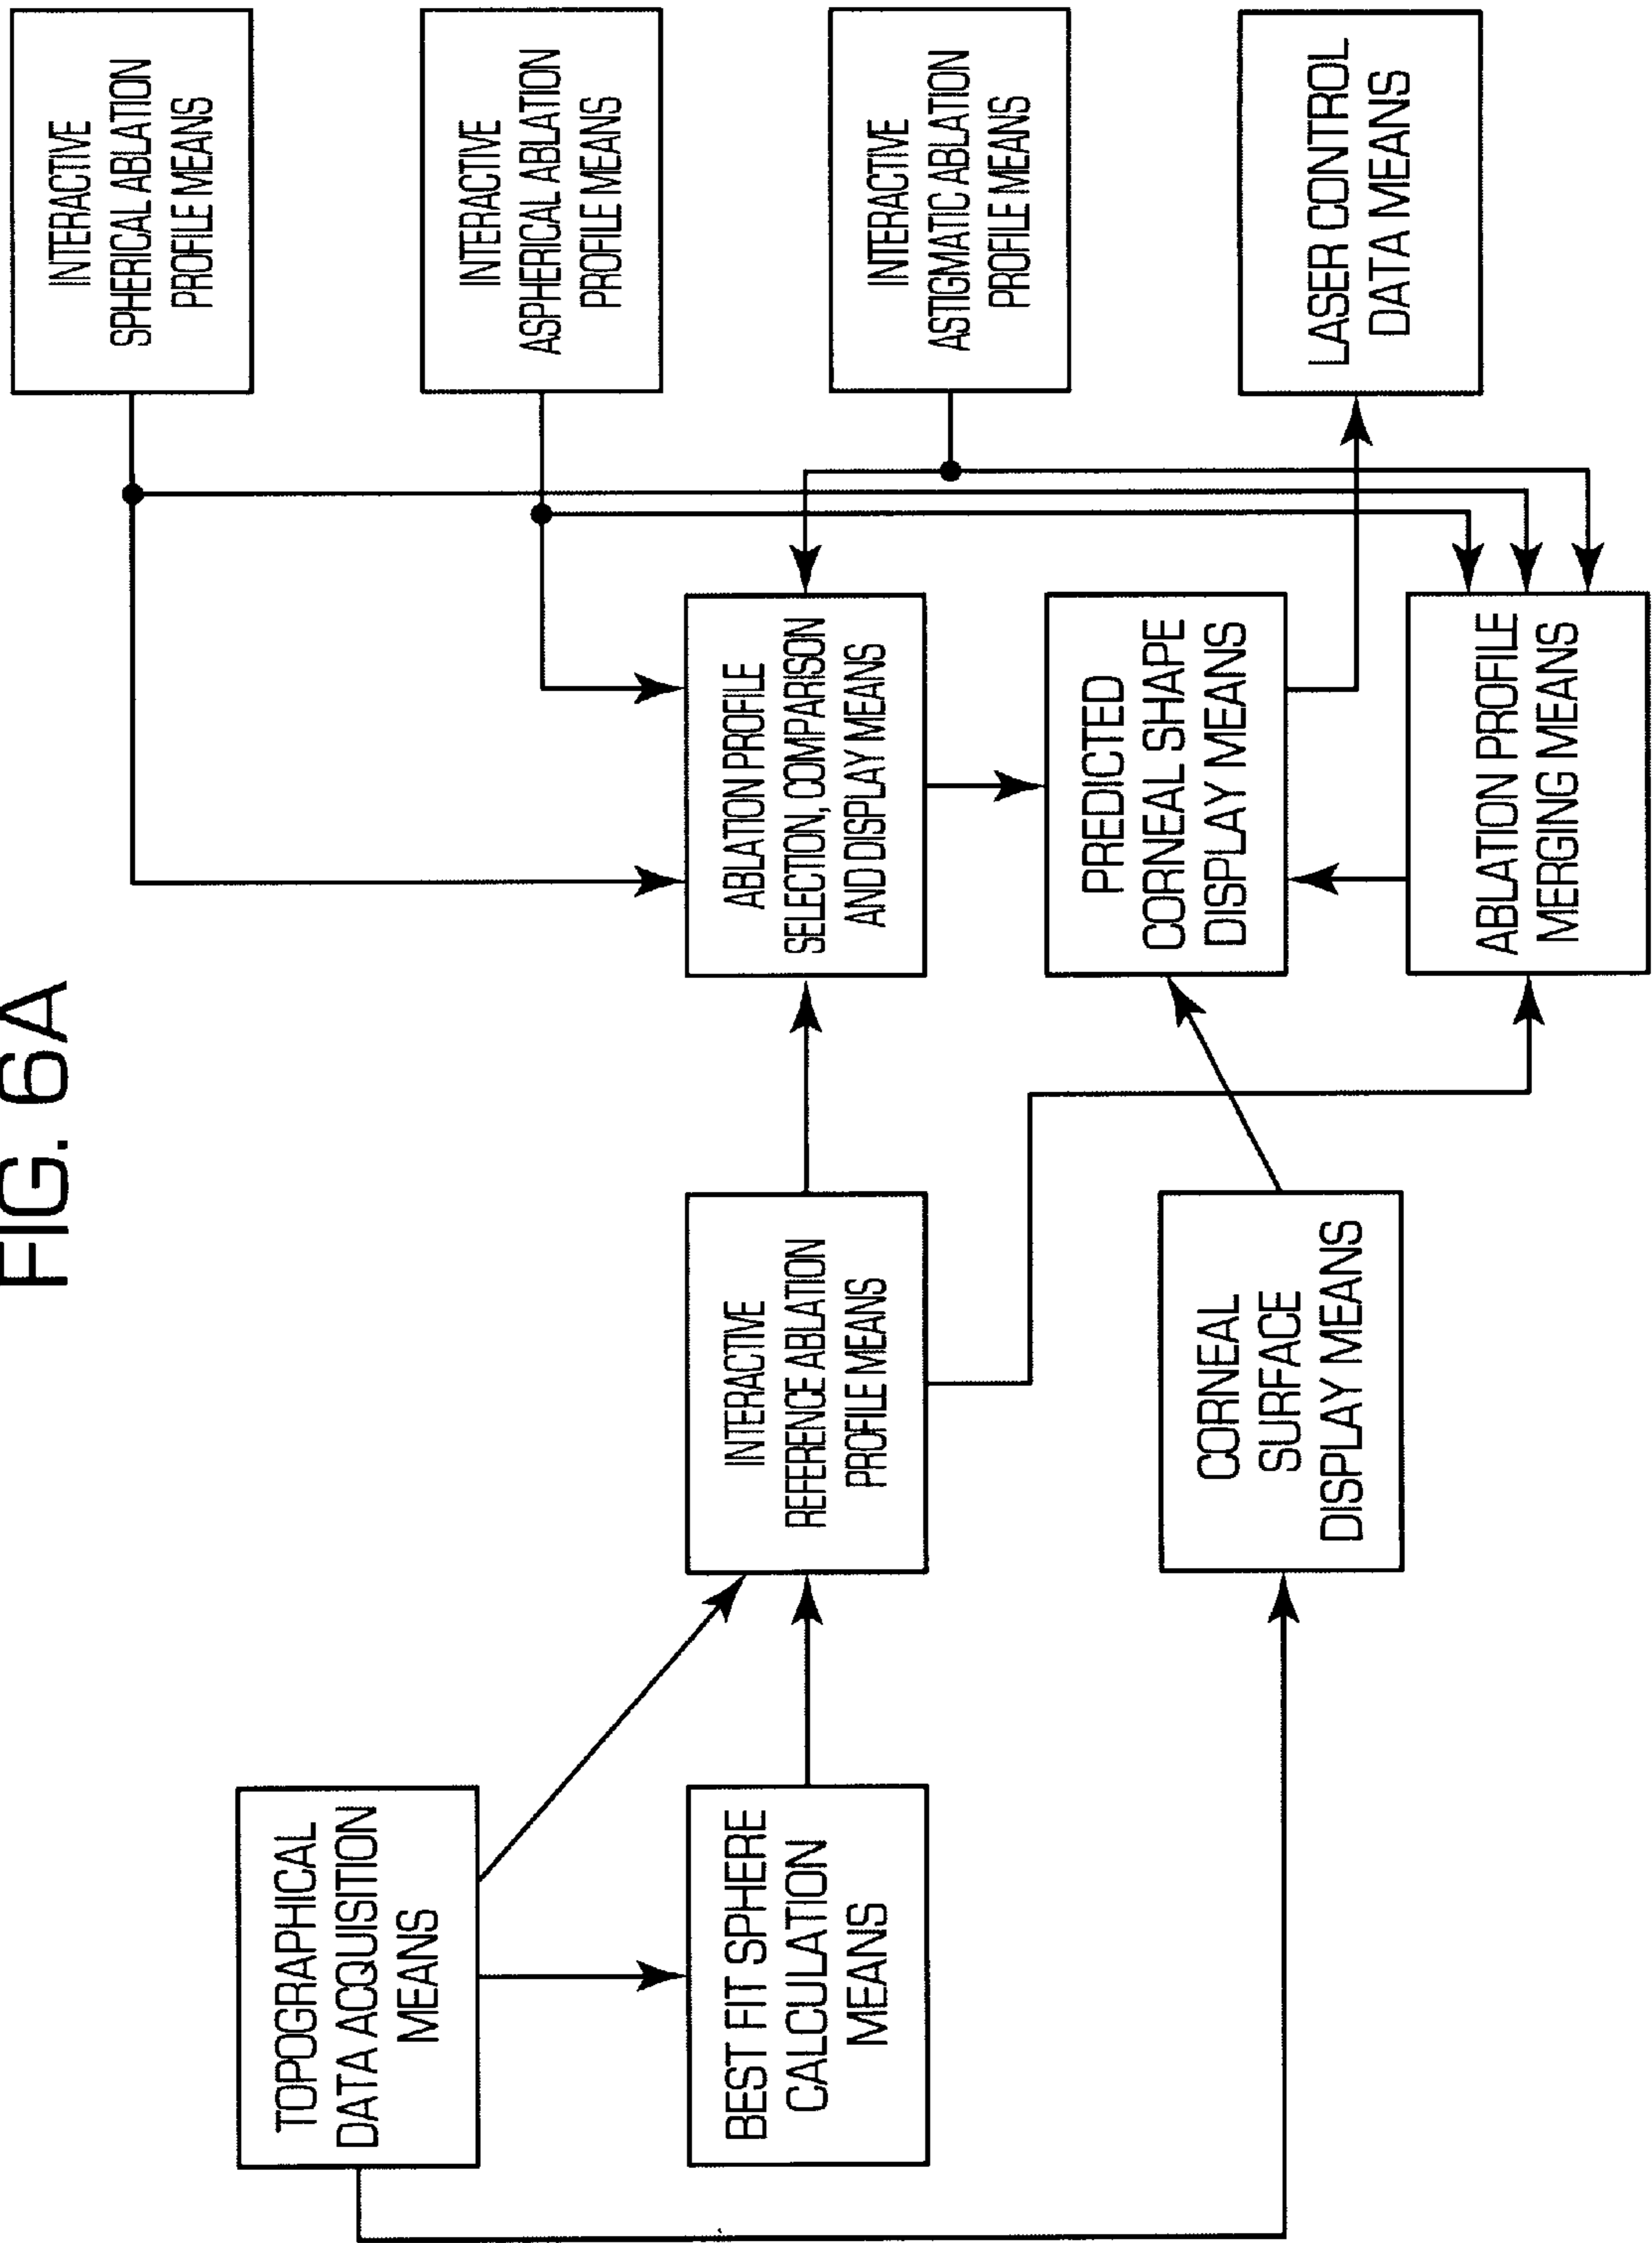 FIG. 6A
TOPOGRAPHICAL
DATA ACQUISITION
MEANS
BEST FIT SPHERE
CALCULATION
MEANS
INTERACTIVE
REFERENCE ABLATION
PROFILE MEANS
CORNEAL
SURFACE
DISPLAY MEANS
ABLATION PROFILE
SELECTION, COMPARISON
AND DISPLAY MEANS
PREDICTED
CORNEAL SHAPE
DISPLAY MEANS
ABLATION PROFILE
MERGING MEANS
INTERACTIVE
SPHERICAL ABLATION
PROFILE MEANS
INTERACTIVE
ASPHERICAL ABLATION
PROFILE MEANS
INTERACTIVE
ASTIGMATIC ABLATION
PROFILE MEANS
LASER CONTROL
DATA MEANS